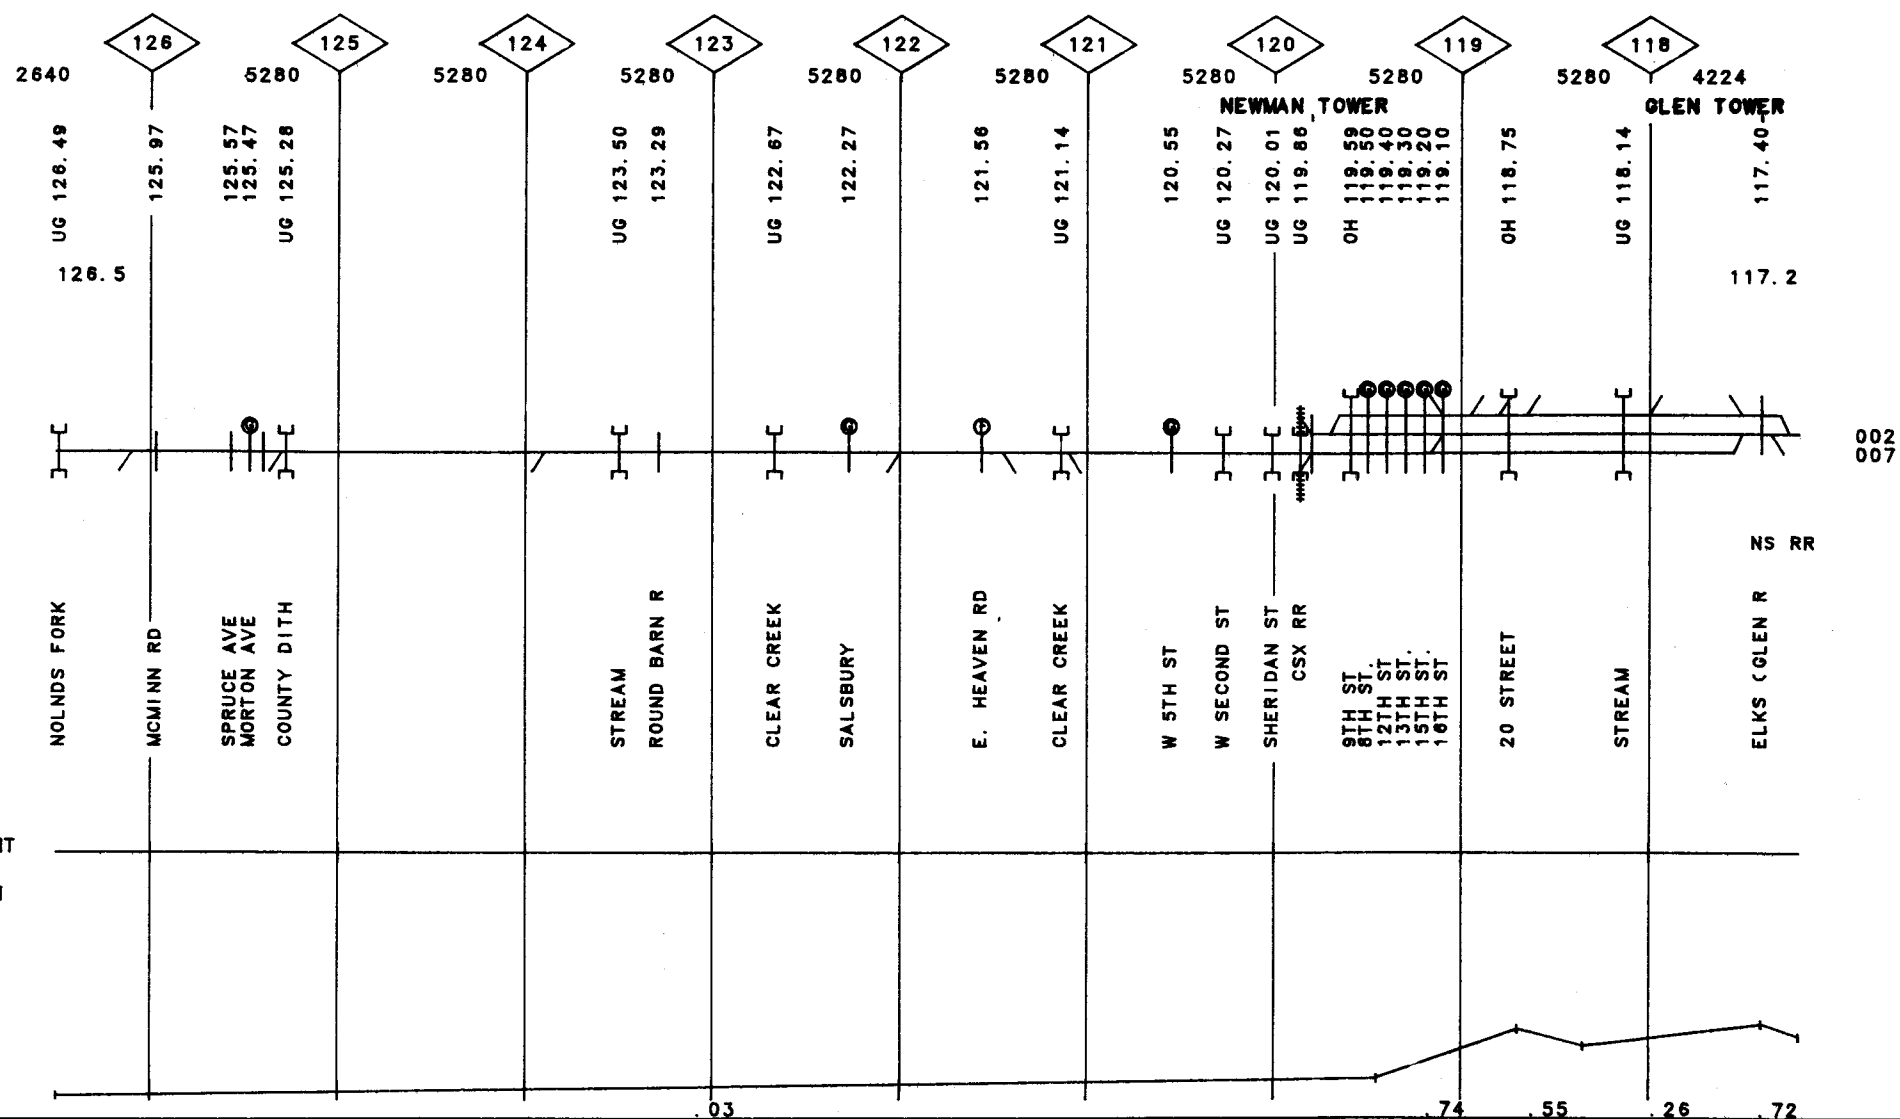 126 125 124 123 122 121 120 119 118
2640 5280 5280 5280 5280 5280 5280 5280 5280 4224
NEWMAN TOWER GLEN TOWER
UG 126.49
125.97
125.57
125.47
UG 125.28
UG 123.50
123.29
UG 122.67
122.27
121.56
UG 121.14
120.55
UG 120.27
UG 120.01
UG 119.86
OH 119.59
119.50
119.40
119.30
119.20
119.10
OH 118.75
UG 118.14
117.40
126.5 117.2
002
007
NS RR
NOLNDS FORK
MCMINN RD
SPRUCE AVE
MORTON AVE
COUNTY DITH
STREAM
ROUND BARN R
CLEAR CREEK
SALSBURY
E. HEAVEN RD
CLEAR CREEK
W 5TH ST
W SECOND ST
SHERIDAN ST
CSX RR
9TH ST
8TH ST.
12TH ST
13TH ST.
15TH ST.
16TH ST
20 STREET
STREAM
ELKS (GLEN R
.03 .74 .55 .26 .72